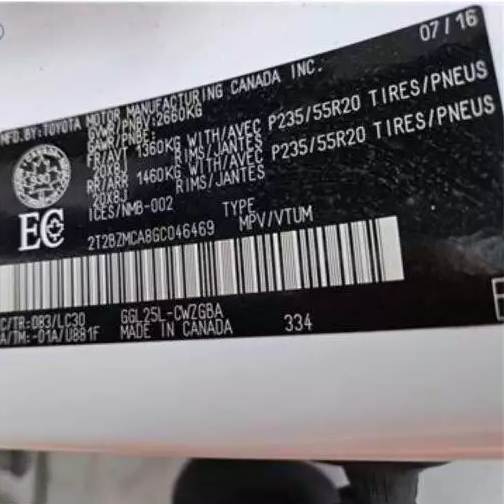 07/16
MFD.BY:TOYOTA MOTOR MANUFACTURING CANADA INC.
GVWR/PNBV:2660KG
GAWR/PNBE:
FR/AVT 1360KG WITH/AVEC P235/55R20 TIRES/PNEUS
20X8J RIMS/JANTES
RR/ARR 1460KG WITH/AVEC P235/55R20 TIRES/PNEUS
20X8J RIMS/JANTES
ICES/NMB-002
TYPE
2T2BZMCA8GC046469 MPV/VTUM
C/TR:083/LC30 GGL25L-CWZGBA
A/TM:-01A/U881F MADE IN CANADA 334